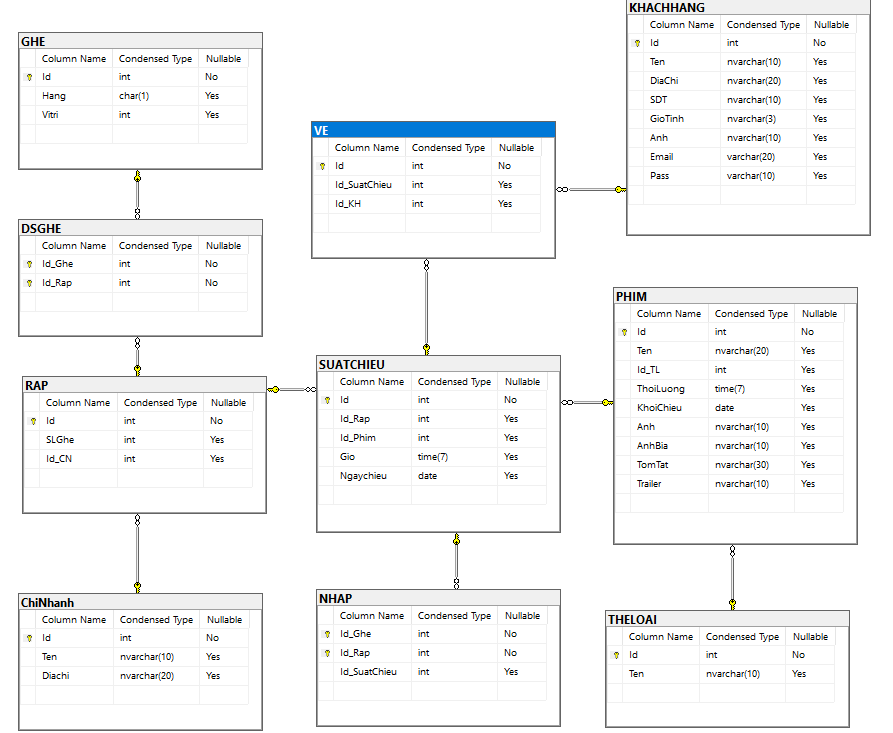 KHACHHANG
Column Name Condensed Type Nullable
Id int No
Ten nvarchar(10) Yes
DiaChi nvarchar(20) Yes
SDT nvarchar(10) Yes
GioTinh nvarchar(3) Yes
Anh nvarchar(10) Yes
Email varchar(20) Yes
Pass varchar(10) Yes
GHE
Column Name Condensed Type Nullable
Id int No
Hang char(1) Yes
Vitri int Yes
VE
Column Name Condensed Type Nullable
Id int No
Id_SuatChieu int Yes
Id_KH int Yes
DSGHE
Column Name Condensed Type Nullable
Id_Ghe int No
Id_Rap int No
PHIM
Column Name Condensed Type Nullable
Id int No
Ten nvarchar(20) Yes
Id_TL int Yes
ThoiLuong time(7) Yes
KhoiChieu date Yes
Anh nvarchar(10) Yes
AnhBia nvarchar(10) Yes
TomTat nvarchar(30) Yes
Trailer nvarchar(10) Yes
SUATCHIEU
Column Name Condensed Type Nullable
Id int No
Id_Rap int Yes
Id_Phim int Yes
Gio time(7) Yes
Ngaychieu date Yes
RAP
Column Name Condensed Type Nullable
Id int No
SLGhe int Yes
Id_CN int Yes
ChiNhanh
Column Name Condensed Type Nullable
Id int No
Ten nvarchar(10) Yes
Diachi nvarchar(20) Yes
NHAP
Column Name Condensed Type Nullable
Id_Ghe int No
Id_Rap int No
Id_SuatChieu int Yes
THELOAI
Column Name Condensed Type Nullable
Id int No
Ten nvarchar(10) Yes